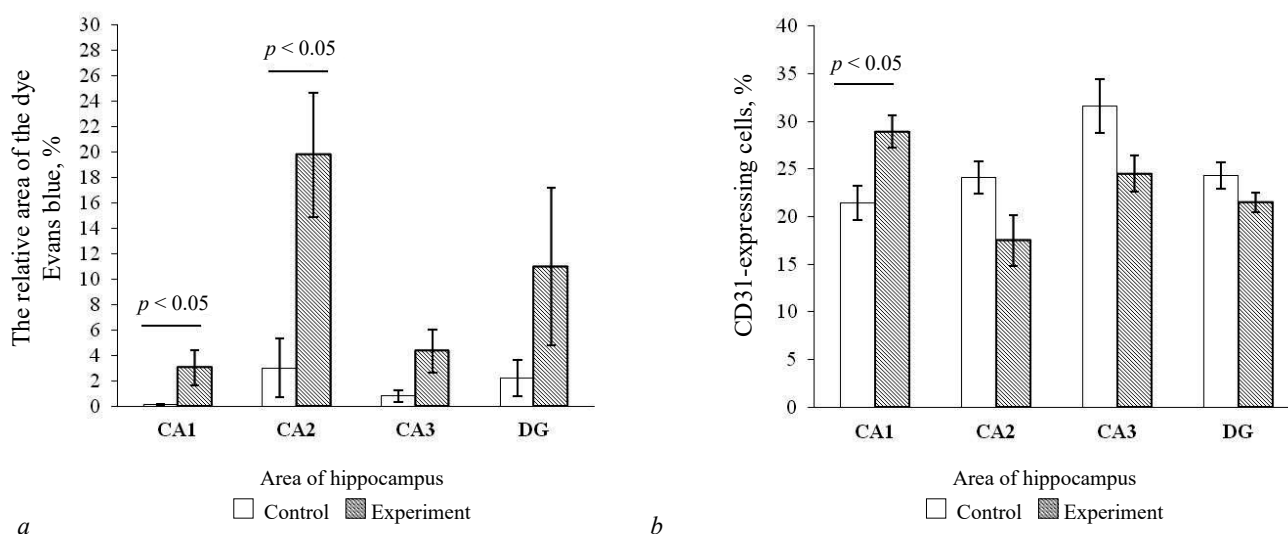 The relative area of the dye
Evans blue, %
30
28
26
24
22
20
18
16
14
12
10
8
6
4
2
0
p < 0.05
p < 0.05
CA1 CA2 CA3 DG
Area of hippocampus
Control Experiment
a
CD31-expressing cells, %
40
35
30
25
20
15
10
5
0
p < 0.05
CA1 CA2 CA3 DG
Area of hippocampus
Control Experiment
b